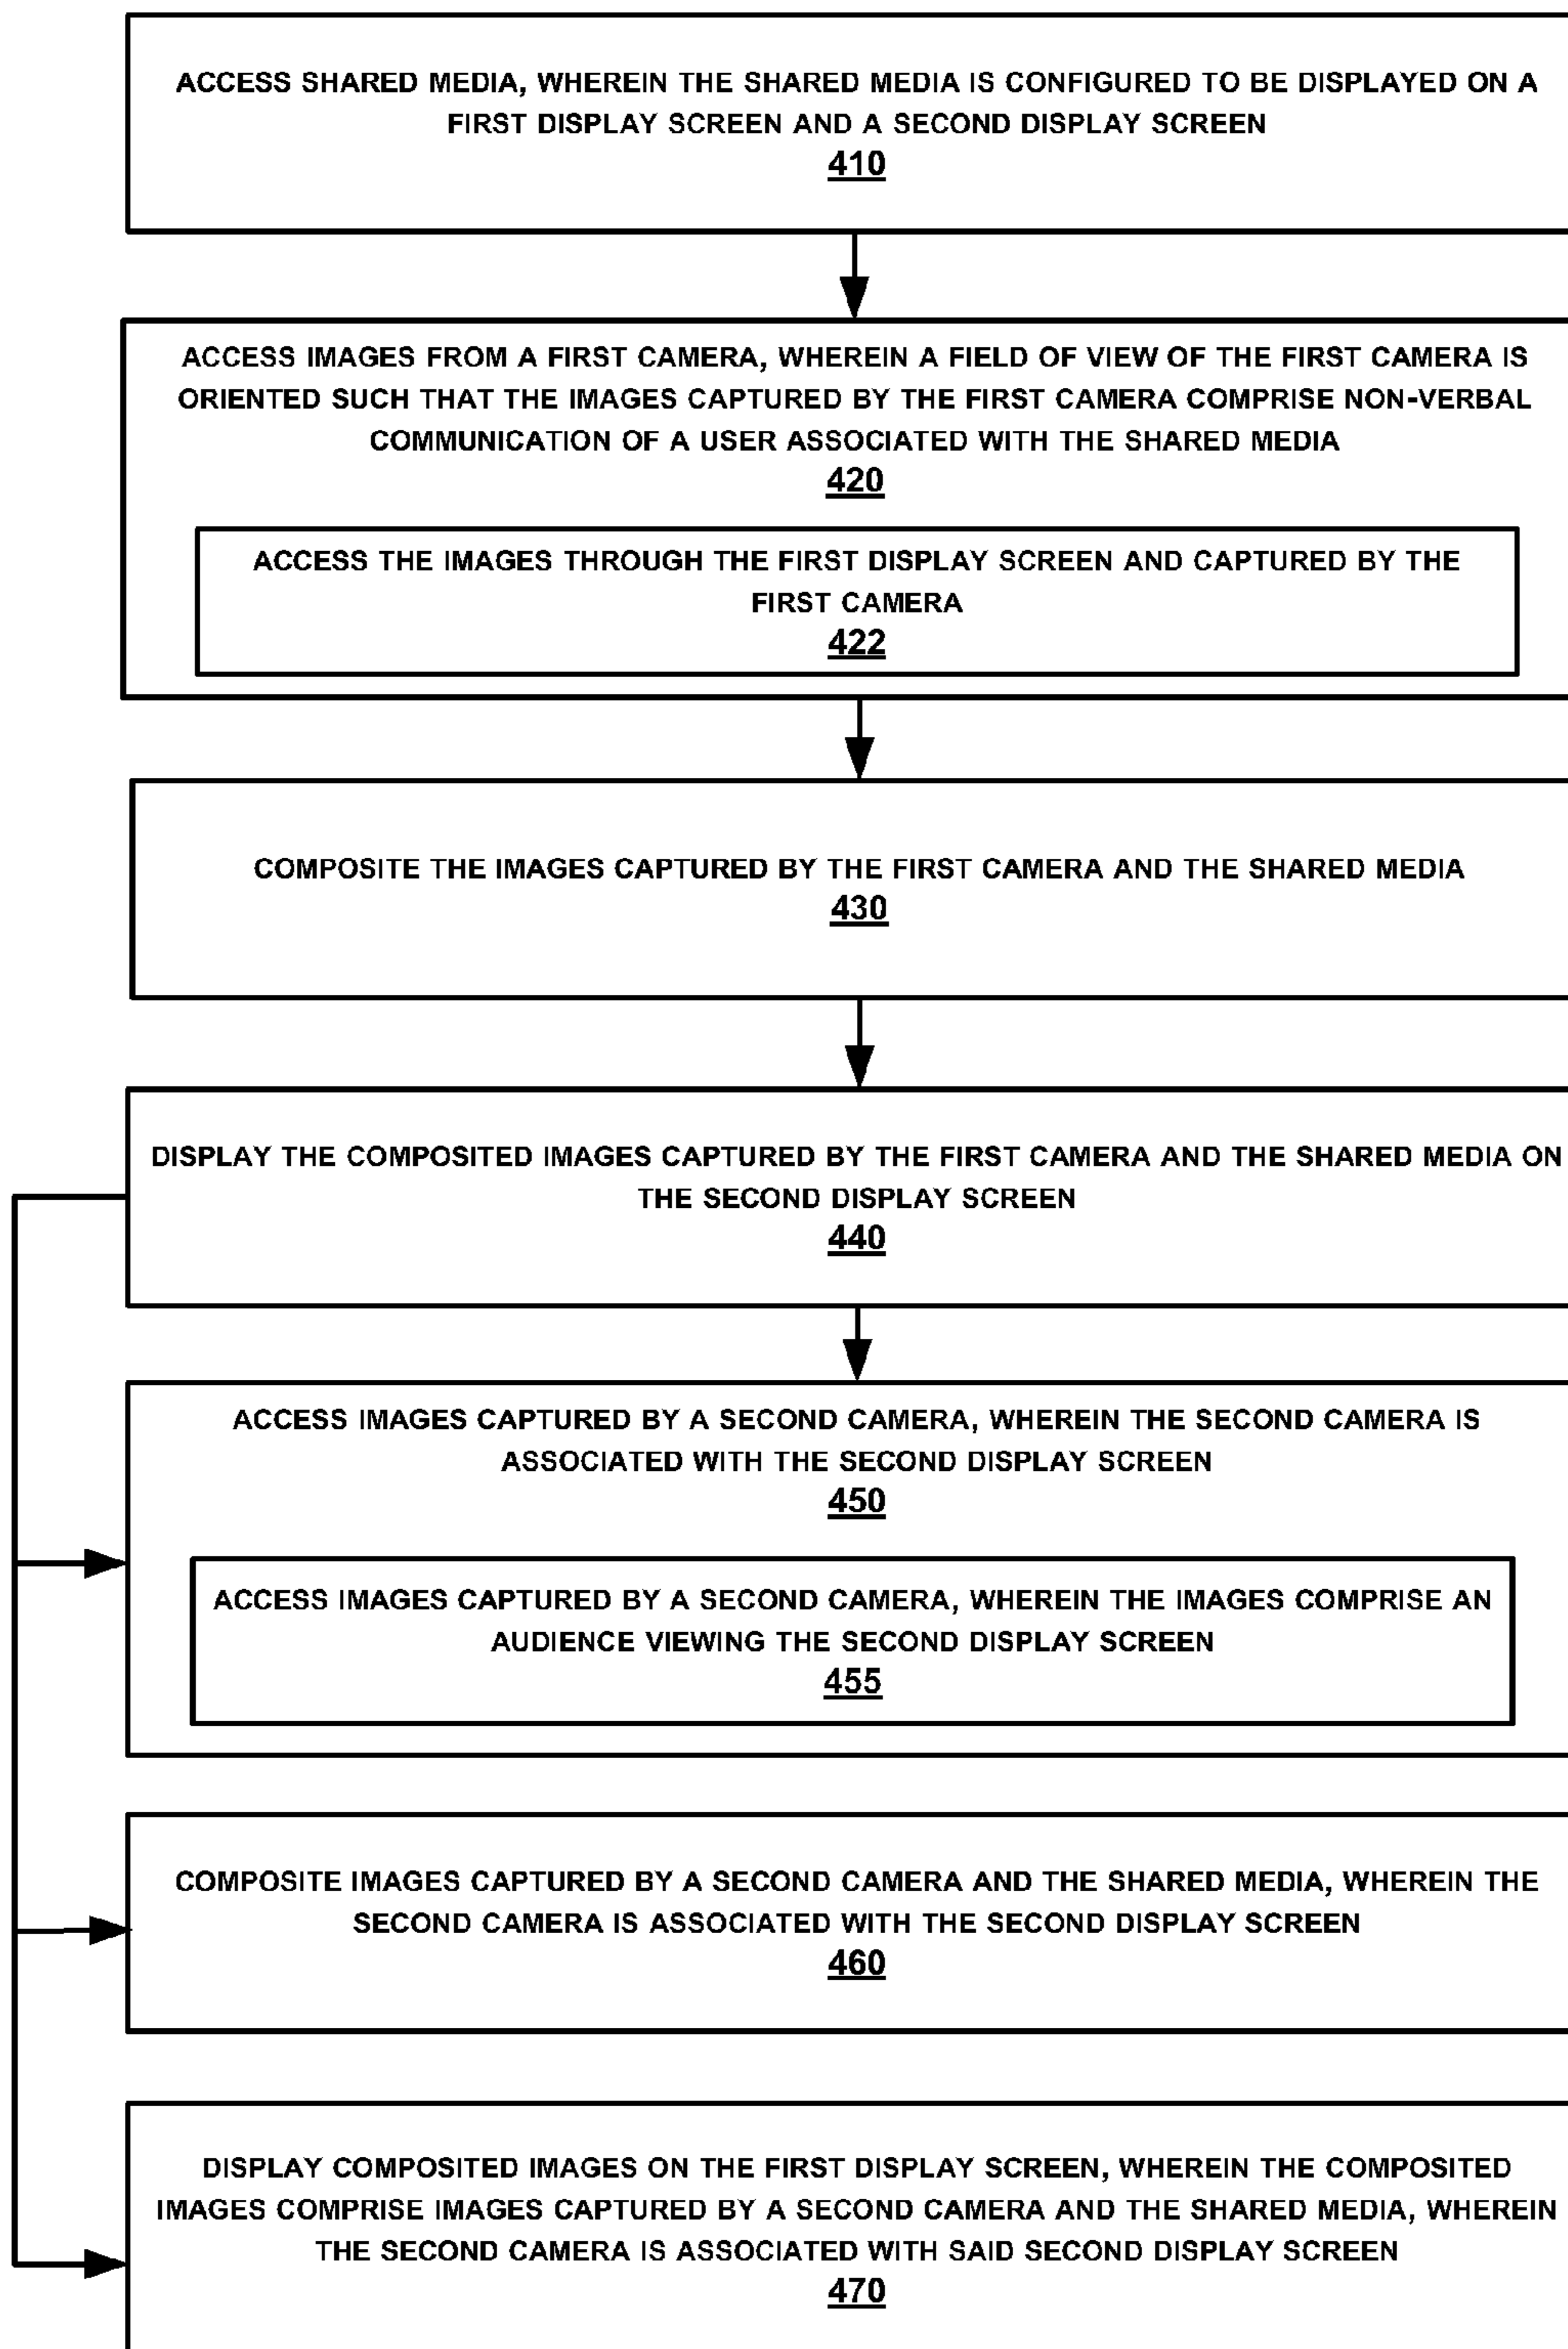 ACCESS SHARED MEDIA, WHEREIN THE SHARED MEDIA IS CONFIGURED TO BE DISPLAYED ON A
FIRST DISPLAY SCREEN AND A SECOND DISPLAY SCREEN
410
ACCESS IMAGES FROM A FIRST CAMERA, WHEREIN A FIELD OF VIEW OF THE FIRST CAMERA IS
ORIENTED SUCH THAT THE IMAGES CAPTURED BY THE FIRST CAMERA COMPRISE NON-VERBAL
COMMUNICATION OF A USER ASSOCIATED WITH THE SHARED MEDIA
420
ACCESS THE IMAGES THROUGH THE FIRST DISPLAY SCREEN AND CAPTURED BY THE
FIRST CAMERA
422
COMPOSITE THE IMAGES CAPTURED BY THE FIRST CAMERA AND THE SHARED MEDIA
430
DISPLAY THE COMPOSITED IMAGES CAPTURED BY THE FIRST CAMERA AND THE SHARED MEDIA ON
THE SECOND DISPLAY SCREEN
440
ACCESS IMAGES CAPTURED BY A SECOND CAMERA, WHEREIN THE SECOND CAMERA IS
ASSOCIATED WITH THE SECOND DISPLAY SCREEN
450
ACCESS IMAGES CAPTURED BY A SECOND CAMERA, WHEREIN THE IMAGES COMPRISE AN
AUDIENCE VIEWING THE SECOND DISPLAY SCREEN
455
COMPOSITE IMAGES CAPTURED BY A SECOND CAMERA AND THE SHARED MEDIA, WHEREIN THE
SECOND CAMERA IS ASSOCIATED WITH THE SECOND DISPLAY SCREEN
460
DISPLAY COMPOSITED IMAGES ON THE FIRST DISPLAY SCREEN, WHEREIN THE COMPOSITED
IMAGES COMPRISE IMAGES CAPTURED BY A SECOND CAMERA AND THE SHARED MEDIA, WHEREIN
THE SECOND CAMERA IS ASSOCIATED WITH SAID SECOND DISPLAY SCREEN
470